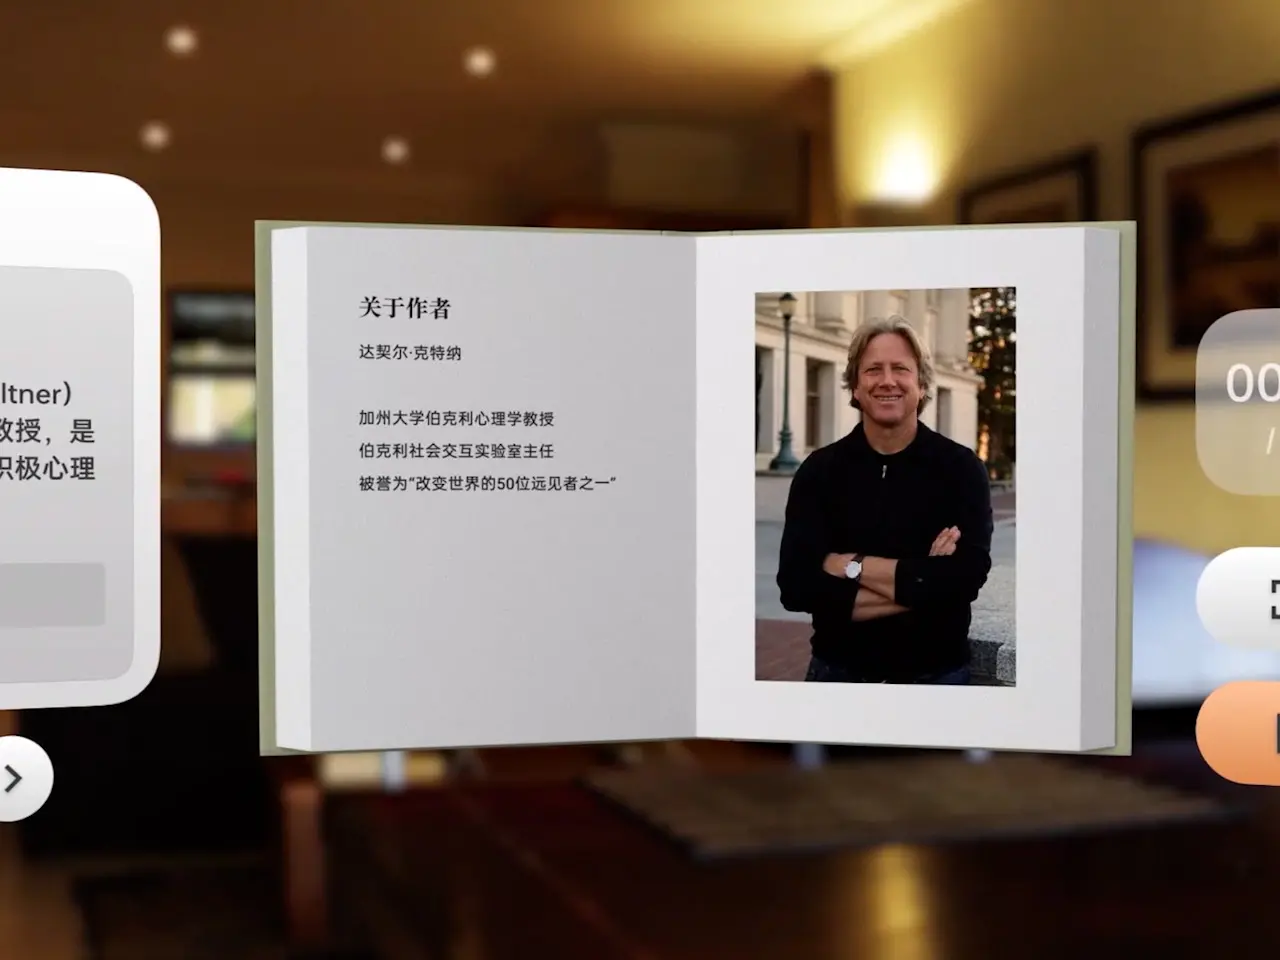 ltner）
教授，是
积极心理
关于作者
达契尔·克特纳
加州大学伯克利心理学教授
伯克利社会交互实验室主任
被誉为“改变世界的50位远见者之一”
00
/